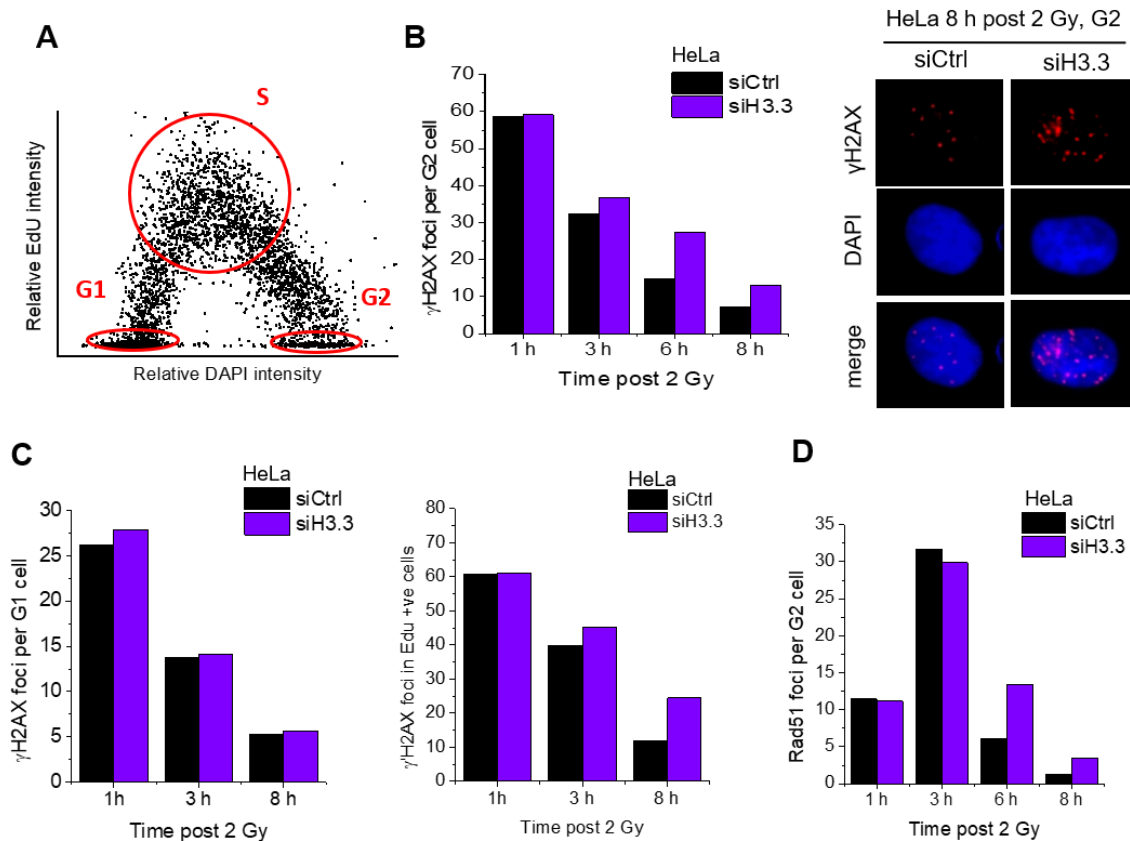 A
Relative EdU intensity
S
G1
G2
Relative DAPI intensity
B
HeLa
siCtrl
siH3.3
γH2AX foci per G2 cell
70
60
50
40
30
20
10
0
1 h
3 h
6 h
8 h
Time post 2 Gy
HeLa 8 h post 2 Gy, G2
siCtrl
siH3.3
γH2AX
DAPI
merge
C
HeLa
siCtrl
siH3.3
γH2AX foci per G1 cell
30
25
20
15
10
5
0
1h
3 h
8 h
Time post 2 Gy
HeLa
siCtrl
siH3.3
γ'H2AX foci in Edu +ve cells
80
70
60
50
40
30
20
10
0
1h
3 h
8 h
Time post 2 Gy
D
HeLa
siCtrl
siH3.3
Rad51 foci per G2 cell
35
30
25
20
15
10
5
0
1 h
3 h
6 h
8 h
Time post 2 Gy